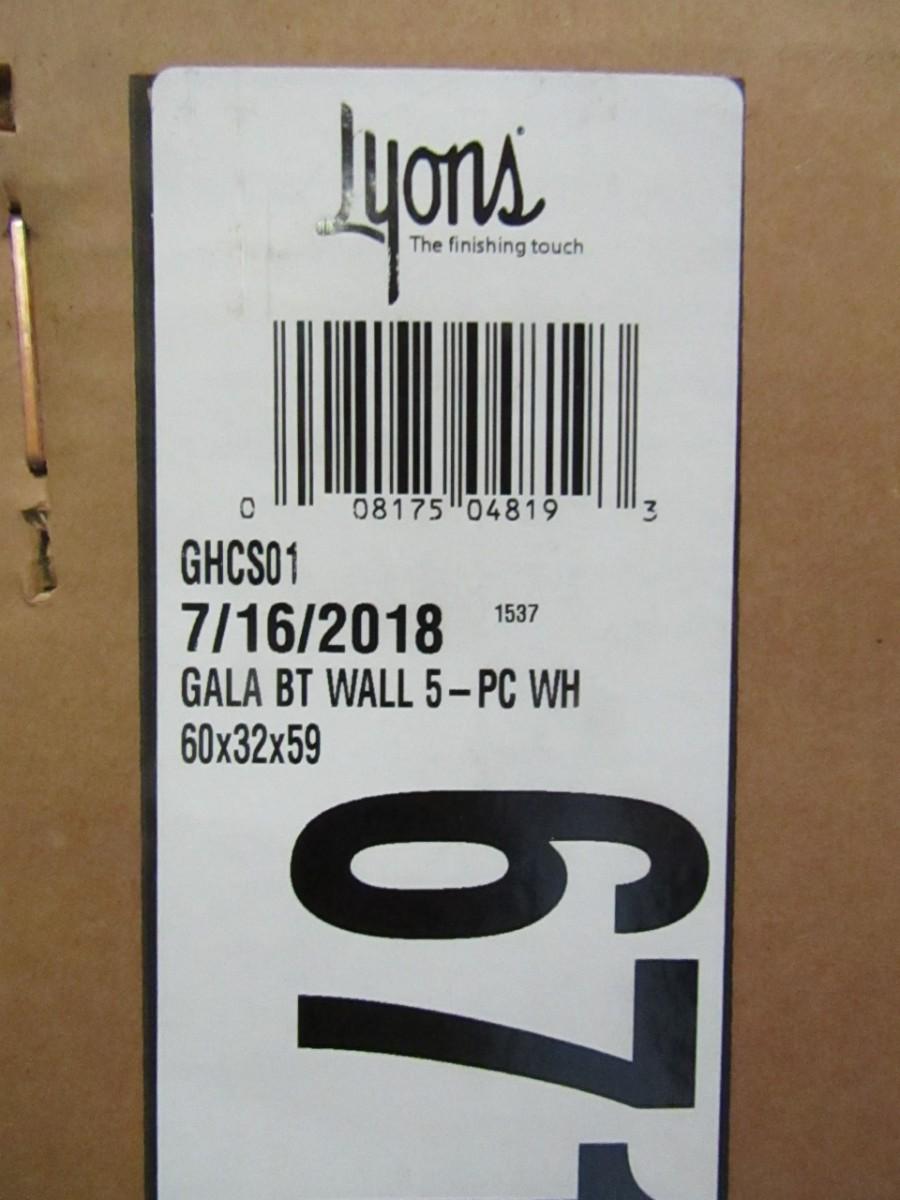 Lyons
The finishing touch
0 08175 04819 3
GHCS01
7/16/2018 1537
GALA BT WALL 5-PC WH
60x32x59
671